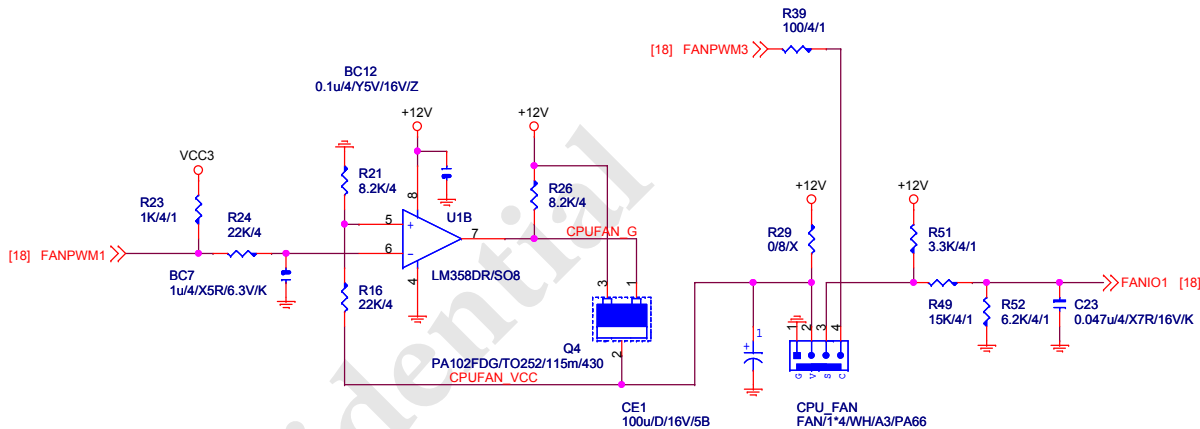 R39
100/4/1
[18] FANPWM3
BC12
0.1u/4/Y5V/16V/Z
+12V
+12V
VCC3
R21
8.2K/4
8
R26
8.2K/4
+12V
+12V
R23
1K/4/1
R24
22K/4
5
+
U1B
7
CPUFAN_G
R29
0/8/X
R51
3.3K/4/1
[18] FANPWM1
6
-
LM358DR/SO8
4
BC7
1u/4/X5R/6.3V/K
R16
22K/4
3
1
FANIO1 [18]
R49
15K/4/1
R52
6.2K/4/1
C23
0.047u/4/X7R/16V/K
1
2
3
4
+
1
Q4
2
PA102FDG/TO252/115m/430
G
V
S
C
CPUFAN_VCC
CE1
100u/D/16V/5B
CPU_FAN
FAN/1*4/WH/A3/PA66
idential